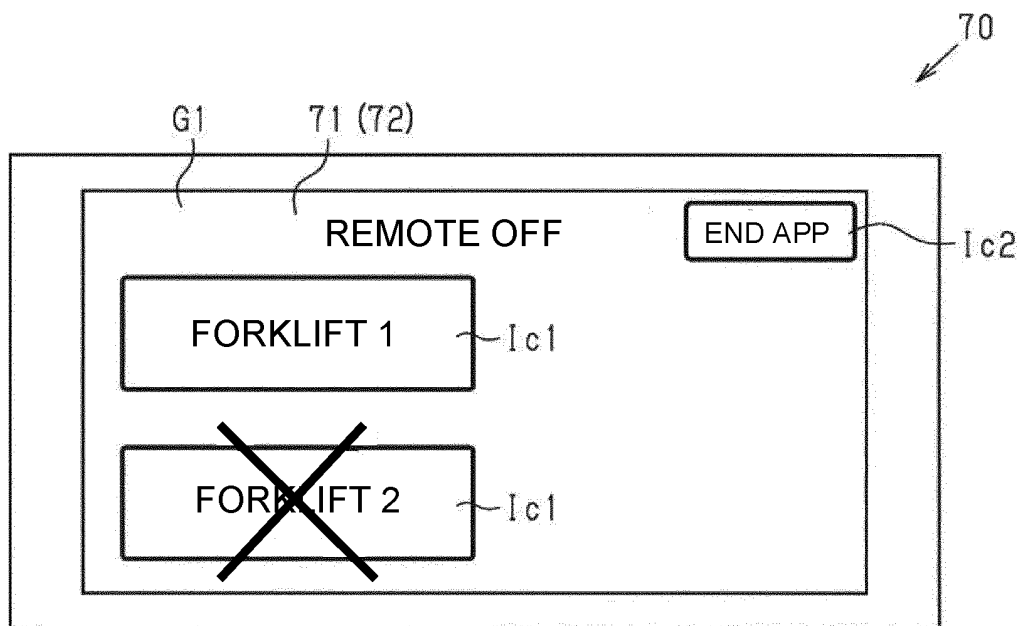 70
G1
71 (72)
REMOTE OFF
END APP
Ic2
FORKLIFT 1
Ic1
FORKLIFT 2
Ic1